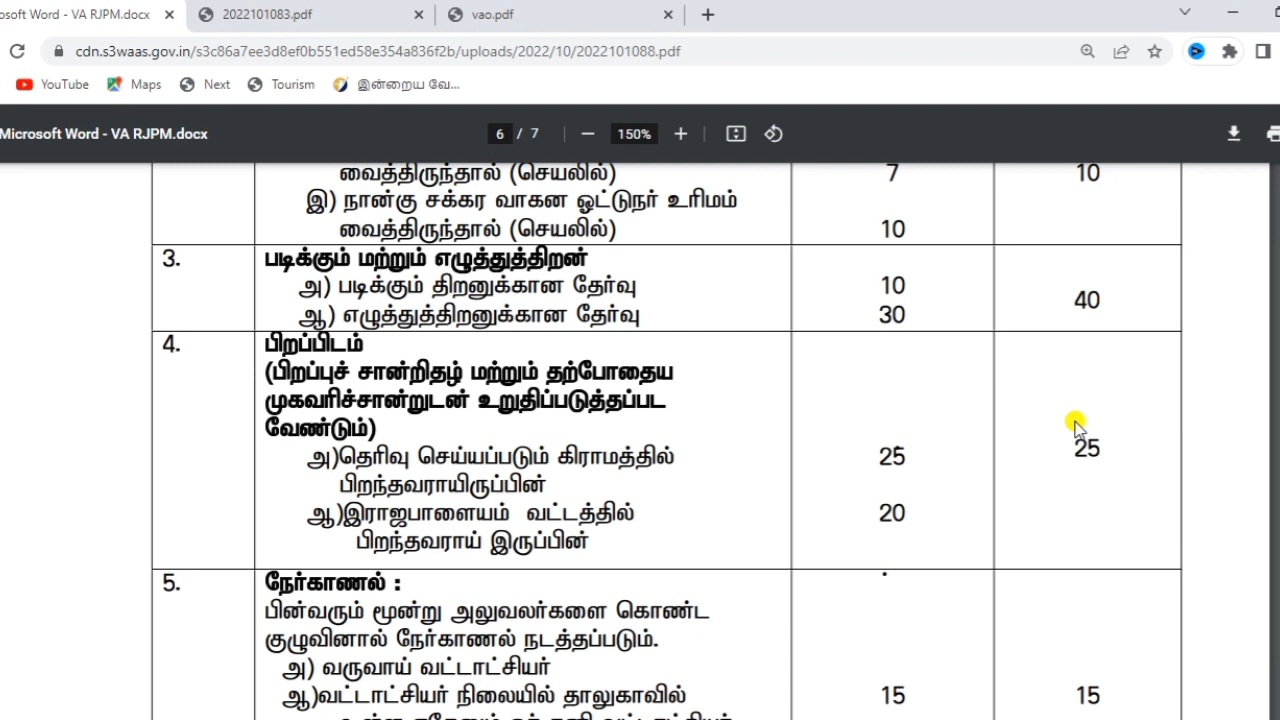 soft Word - VA RJPM.docx
2022101083.pdf
vao.pdf
cdn.s3waas.gov.in/s3c86a7ee3d8ef0b551ed58e354a836f2b/uploads/2022/10/2022101088.pdf
YouTube Maps Next Tourism இன்றைய வே...
Microsoft Word - VA RJPM.docx 6 / 7 150%
வைத்திருந்தால் (செயலில்) 7 10
இ) நான்கு சக்கர வாகன ஓட்டுநர் உரிமம்
வைத்திருந்தால் (செயலில்) 10
3. படிக்கும் மற்றும் எழுத்துத்திறன்
அ) படிக்கும் திறனுக்கான தேர்வு 10
40
ஆ) எழுத்துத்திறனுக்கான தேர்வு 30
4. பிறப்பிடம்
(பிறப்புச் சான்றிதழ் மற்றும் தற்போதைய
முகவரிச்சான்றுடன் உறுதிப்படுத்தப்பட
வேண்டும்)
அ)தெரிவு செய்யப்படும் கிராமத்தில் 25 25
பிறந்தவராயிருப்பின்
ஆ)இராஜபாளையம் வட்டத்தில் 20
பிறந்தவராய் இருப்பின்
5. நேர்காணல் :
பின்வரும் மூன்று அலுவலர்களை கொண்ட
குழுவினால் நேர்காணல் நடத்தப்படும்.
அ) வருவாய் வட்டாட்சியர்
ஆ)வட்டாட்சியர் நிலையில் தாலுகாவில் 15 15